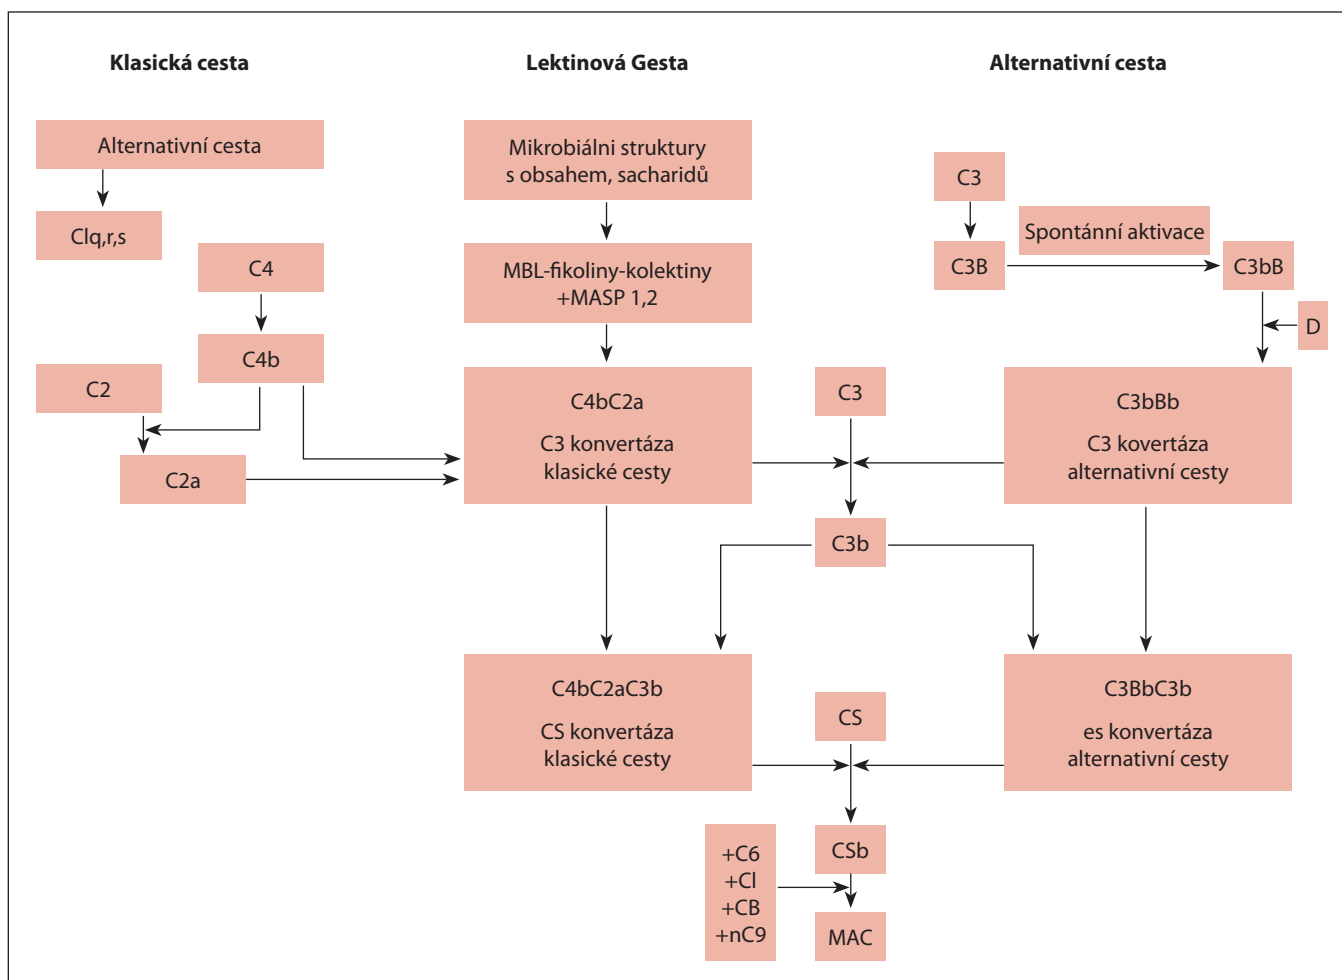 Klasická cesta
Lektinová Gesta
Alternativní cesta
Alternativní cesta
Clq,r,s
C4
C4b
C2
C2a
Mikrobiálni struktury
s obsahem, sacharidů
MBL-fikoliny-kolektiny
+MASP 1,2
C4bC2a
C3 konvertáza
klasické cesty
C3
C3B
Spontánní aktivace
C3bB
D
C3
C3bBb
C3 kovertáza
alternativní cesty
C3b
C4bC2aC3b
CS konvertáza
klasické cesty
CS
C3BbC3b
es konvertáza
alternativní cesty
CSb
+C6
+Cl
+CB
+nC9
MAC